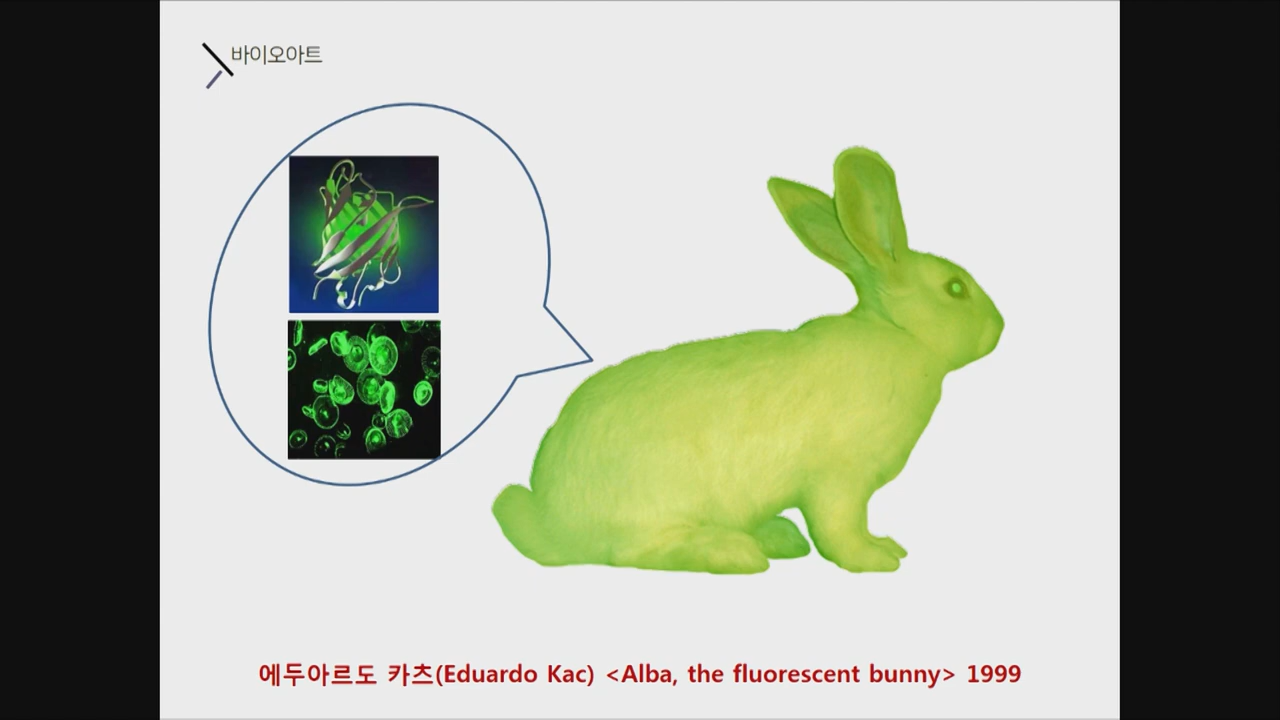 바이오아트
에두아르도 카츠(Eduardo Kac) <Alba, the fluorescent bunny> 1999